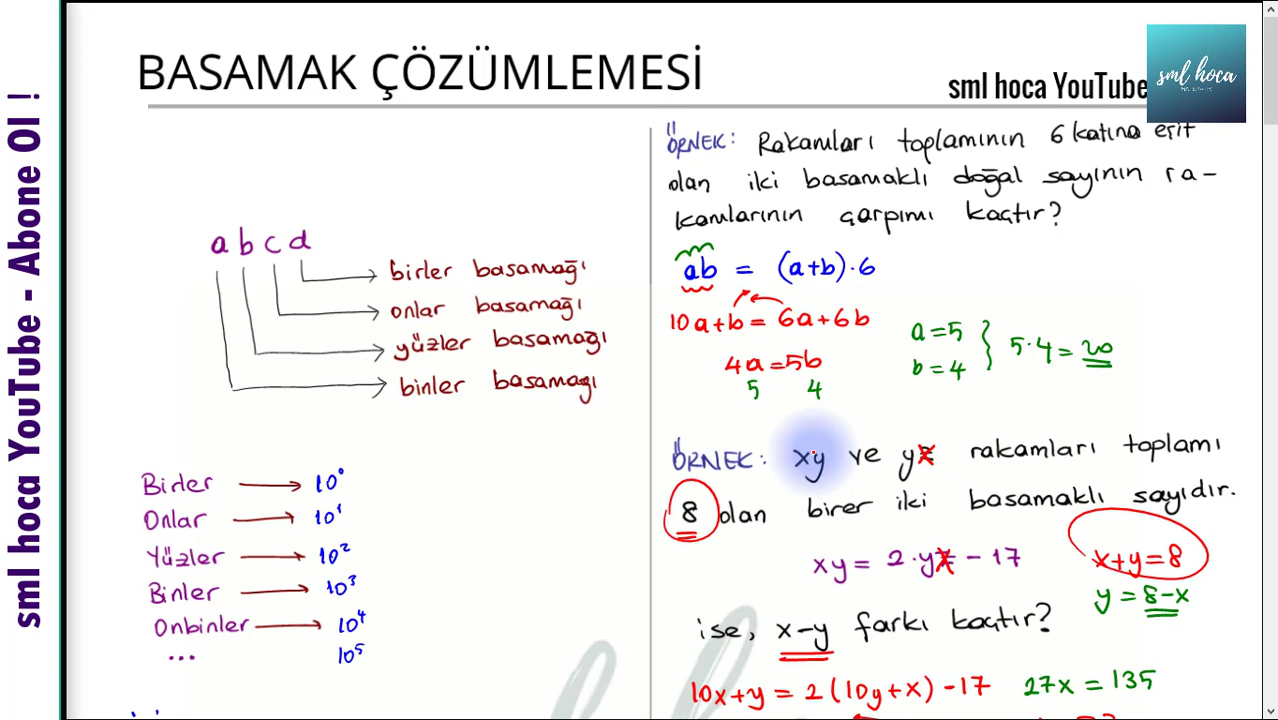 sml hoca YouTube - Abone Ol !
BASAMAK ÇÖZÜMLEMESİ
sml hoca YouTube
sml hoca
a b c d
birler basamağı
onlar basamağı
yüzler basamağı
binler basamağı
Birler → 10⁰
Onlar → 10¹
Yüzler → 10²
Binler → 10³
Onbinler → 10⁴
... 10⁵
ÖRNEK: Rakamları toplamının 6 katına eşit
olan iki basamaklı doğal sayının ra-
kamlarının çarpımı kaçtır?
ab = (a+b)·6
10a+b = 6a+6b
4a=5b
5 4
a=5
b=4
5·4=20
ÖRNEK: xy ve yx rakamları toplamı
8 olan birer iki basamaklı sayıdır.
xy = 2·yx - 17
x+y=8
y = 8-x
ise, x-y farkı kaçtır?
10x+y = 2(10y+x) -17
27x = 135